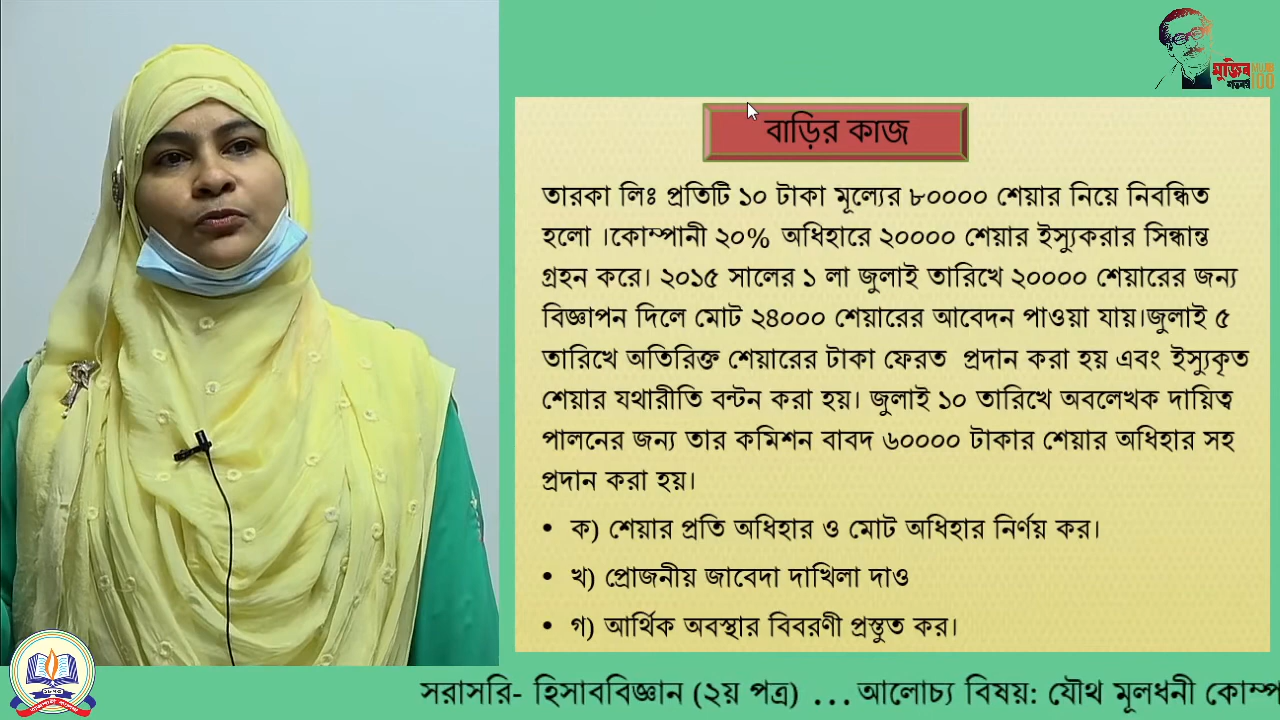 মুজিব
শতবর্ষ
MUJIB
100
বাড়ির কাজ
তারকা লিঃ প্রতিটি ১০ টাকা মূল্যের ৮০০০০ শেয়ার নিয়ে নিবন্ধিত
হলো ।কোম্পানী ২০% অধিহারে ২০০০০ শেয়ার ইস্যুকরার সিন্ধান্ত
গ্রহন করে। ২০১৫ সালের ১ লা জুলাই তারিখে ২০০০০ শেয়ারের জন্য
বিজ্ঞাপন দিলে মোট ২৪০০০ শেয়ারের আবেদন পাওয়া যায়।জুলাই ৫
তারিখে অতিরিক্ত শেয়ারের টাকা ফেরত প্রদান করা হয় এবং ইস্যুকৃত
শেয়ার যথারীতি বন্টন করা হয়। জুলাই ১০ তারিখে অবলেখক দায়িত্ব
পালনের জন্য তার কমিশন বাবদ ৬০০০০ টাকার শেয়ার অধিহার সহ
প্রদান করা হয়।
• ক) শেয়ার প্রতি অধিহার ও মোট অধিহার নির্ণয় কর।
• খ) প্রোজনীয় জাবেদা দাখিলা দাও
• গ) আর্থিক অবস্থার বিবরণী প্রস্তুত কর।
সরাসরি- হিসাববিজ্ঞান (২য় পত্র) ... আলোচ্য বিষয়: যৌথ মূলধনী কোম্প